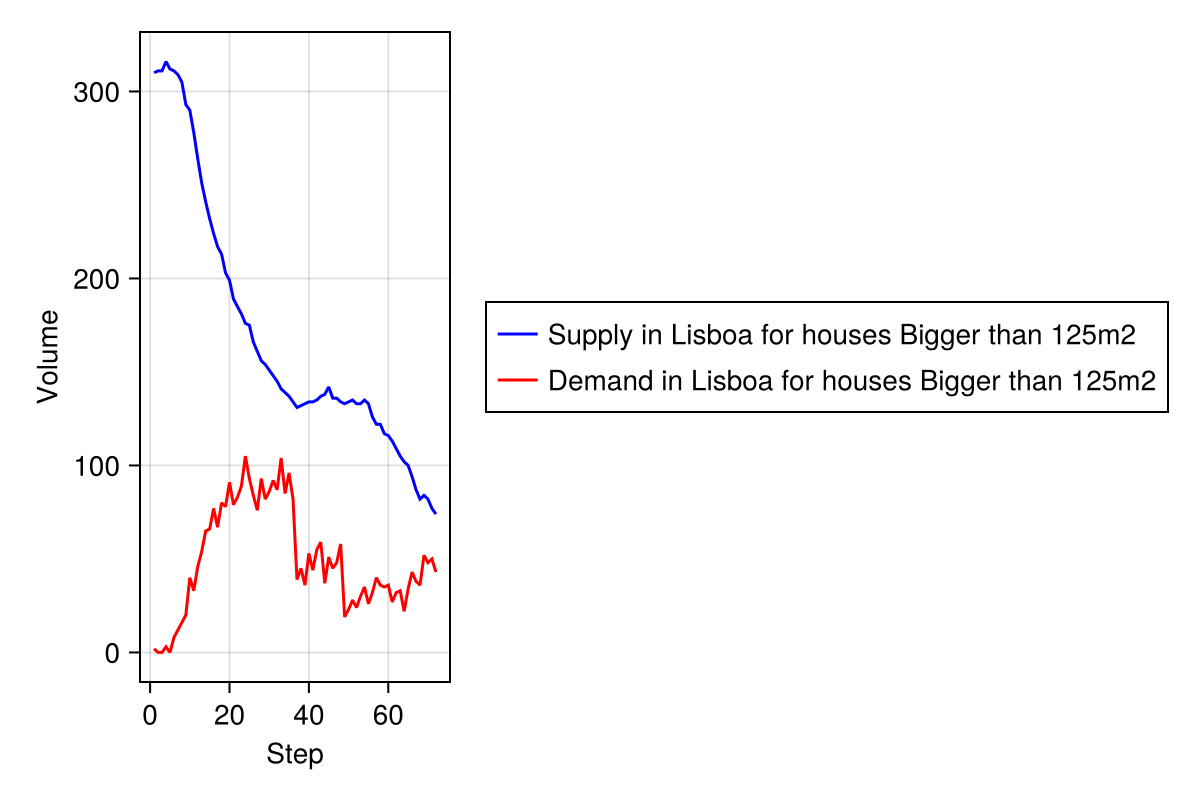 300
200
100
0
Volume
0 20 40 60
Step
Supply in Lisboa for houses Bigger than 125m2
Demand in Lisboa for houses Bigger than 125m2